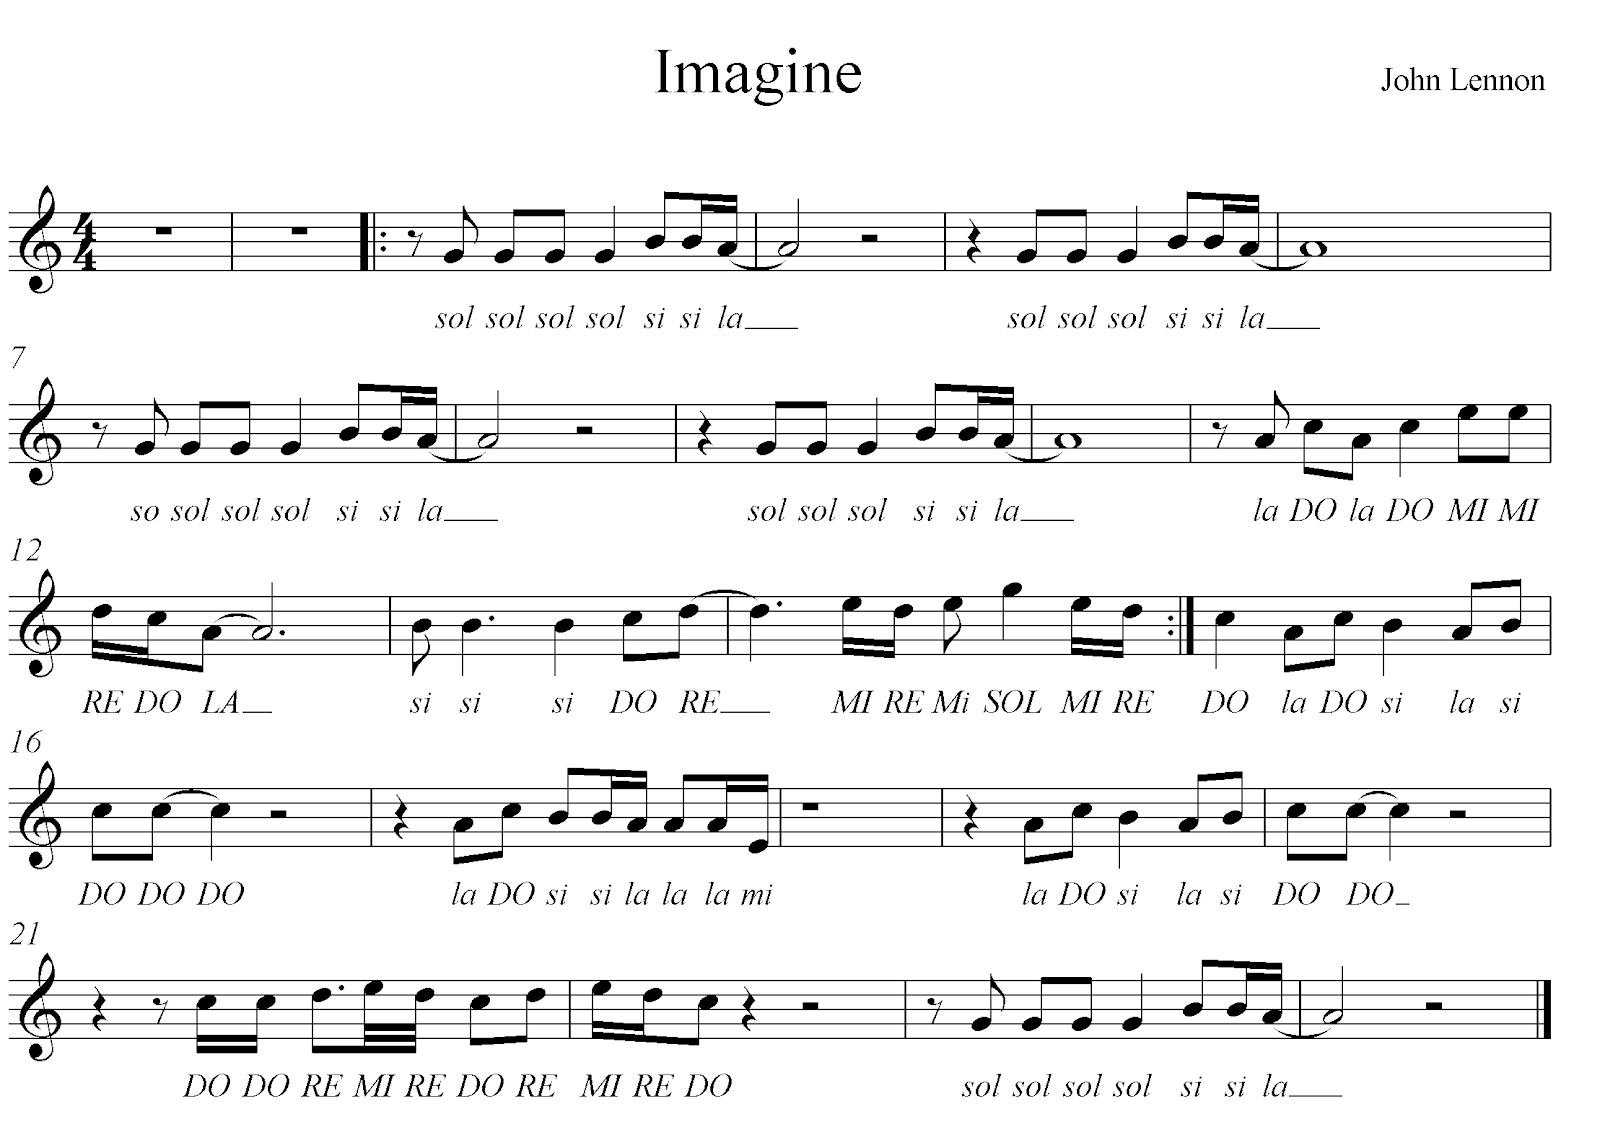 Imagine
John Lennon
4
4
sol sol sol sol si si la sol sol sol si si la
7
so sol sol sol si si la sol sol sol si si la la DO la DO MI MI
12
RE DO LA si si si DO RE MI RE Mi SOL MI RE DO la DO si la si
16
DO DO DO la DO si si la la la mi la DO si la si DO DO
21
DO DO RE MI RE DO RE MI RE DO sol sol sol sol si si la